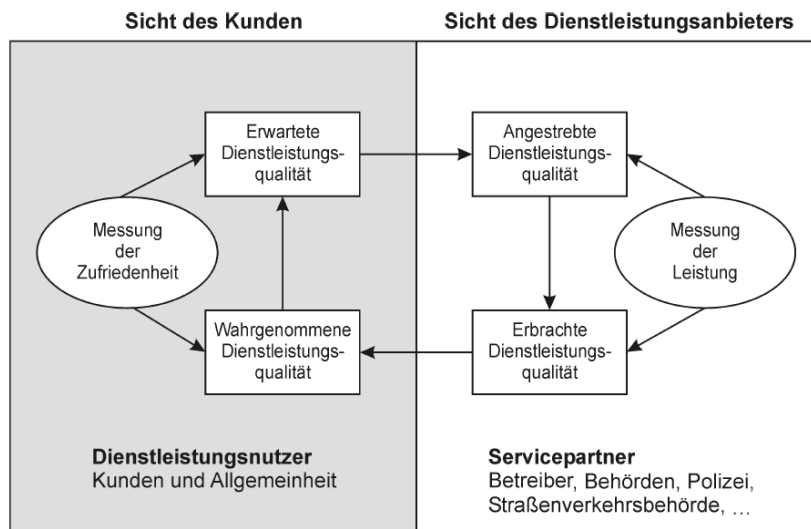 Sicht des Kunden
Sicht des Dienstleistungsanbieters
Erwartete
Dienstleistungs-
qualität
Angestrebte
Dienstleistungs-
qualität
Messung
der
Zufriedenheit
Messung
der
Leistung
Wahrgenommene
Dienstleistungs-
qualität
Erbrachte
Dienstleistungs-
qualität
Dienstleistungsnutzer
Kunden und Allgemeinheit
Servicepartner
Betreiber, Behörden, Polizei,
Straßenverkehrsbehörde, ...